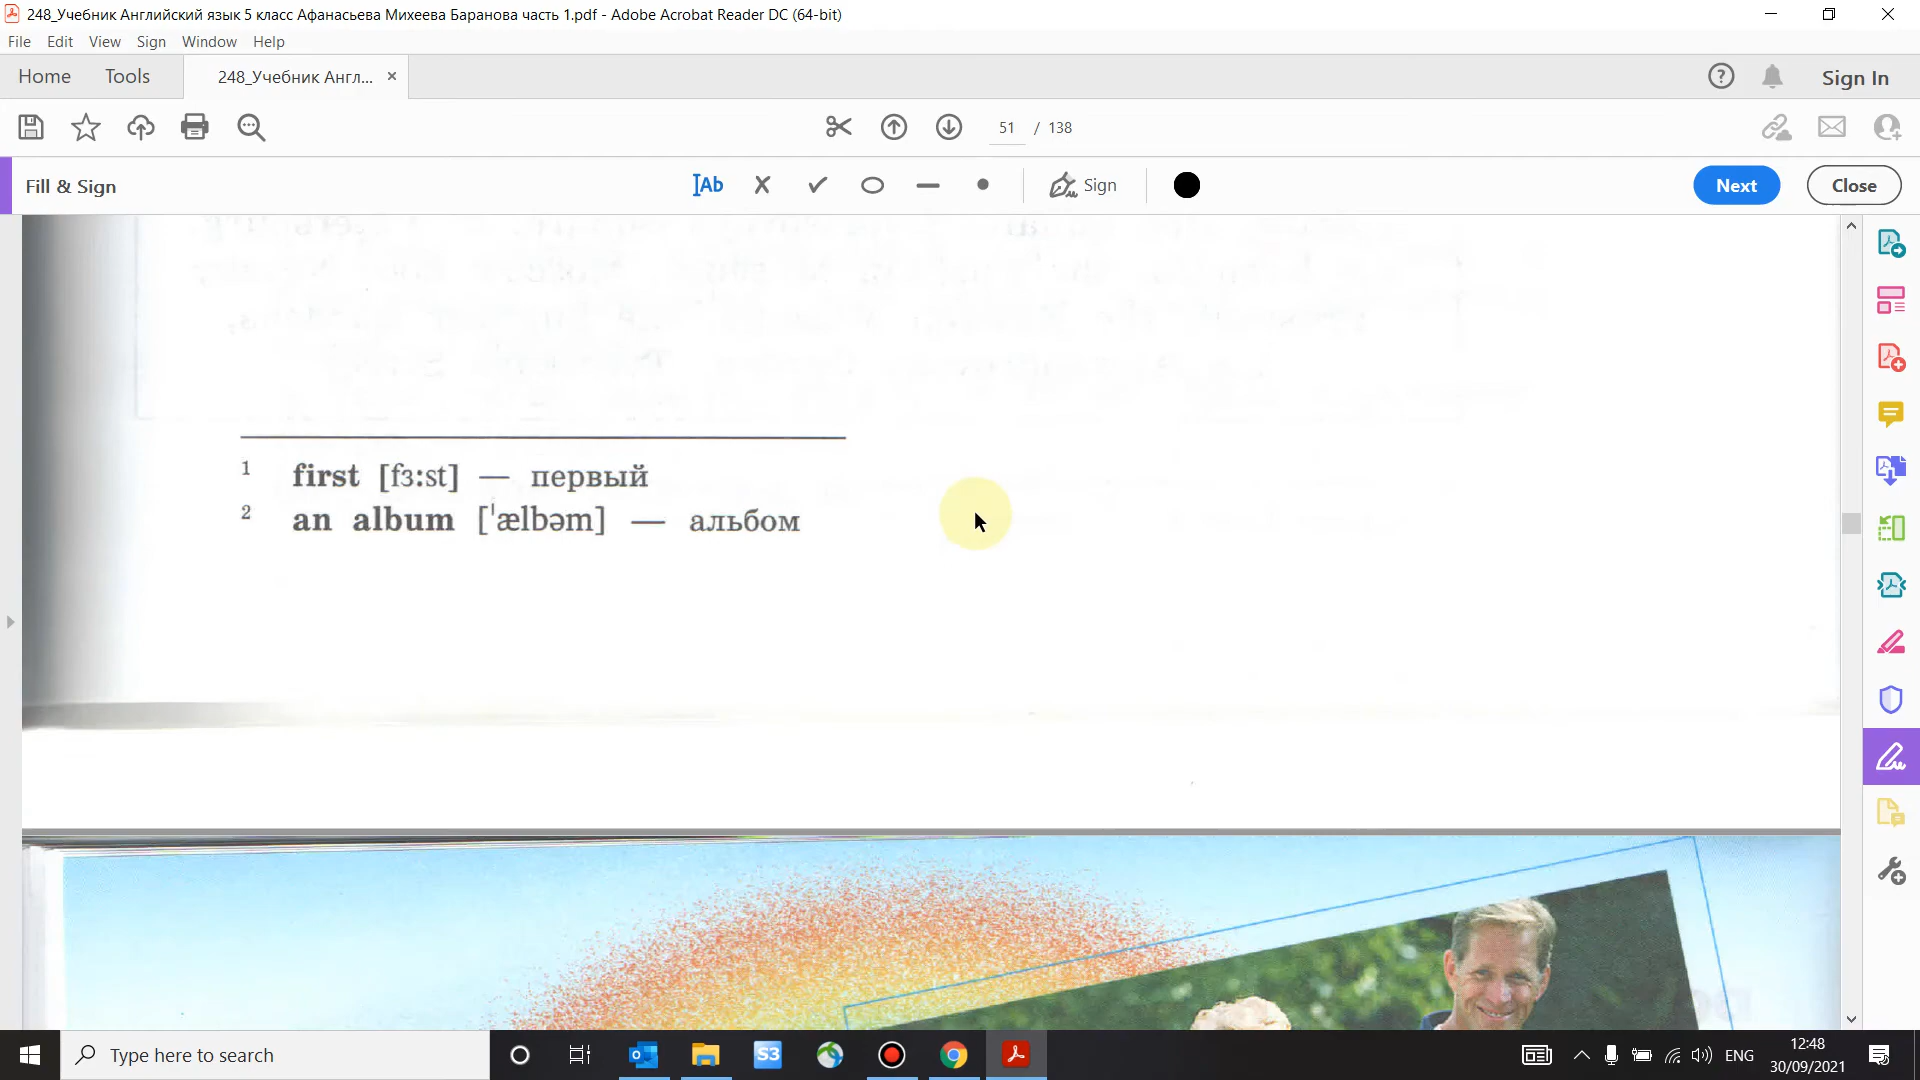 248_Учебник Английский язык 5 класс Афанасьева Михеева Баранова часть 1.pdf - Adobe Acrobat Reader DC (64-bit)
File Edit View Sign Window Help
Home Tools 248_Учебник Англ... Sign In
51 / 138
Fill & Sign Ab Sign Next Close
1 first [fɜ:st] — первый
2 an album [ˈælbəm] — альбом
Type here to search
S3
ENG
12:48
30/09/2021